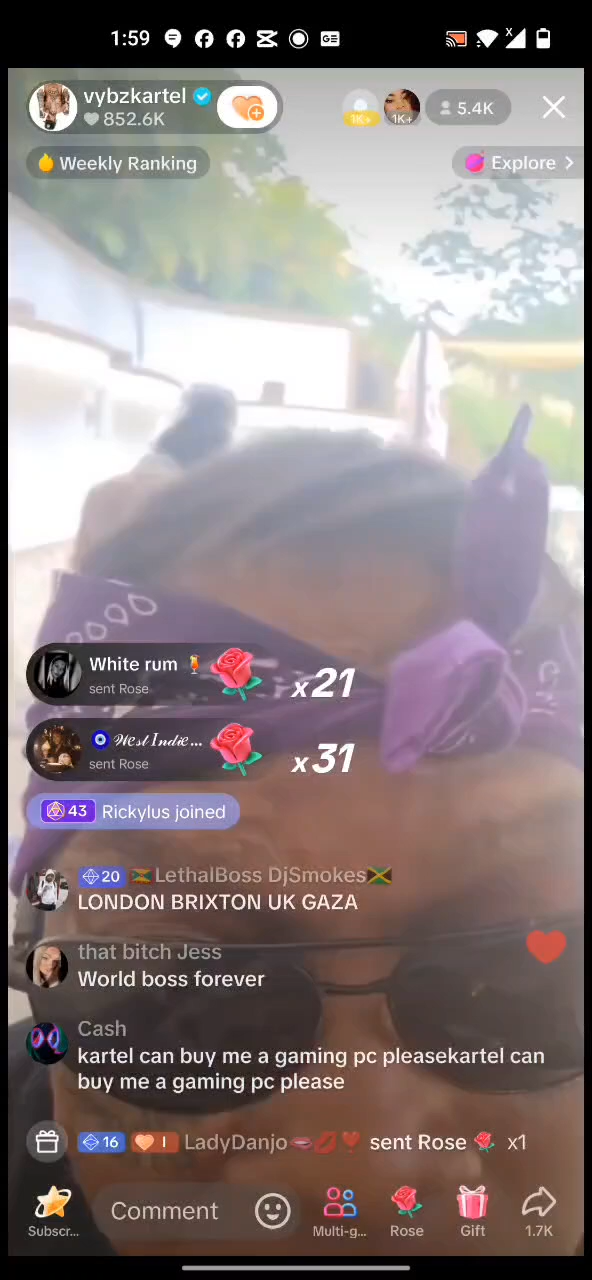 1:59
GE
X
vybzkartel
852.6K
1K+
1K+
5.4K
Weekly Ranking
Explore
White rum
sent Rose
x21
𝒲𝑒𝓈𝓉 𝐼𝓃𝒹𝒾𝑒...
sent Rose
x31
43 Rickylus joined
20 LethalBoss DjSmokes
LONDON BRIXTON UK GAZA
that bitch Jess
World boss forever
Cash
kartel can buy me a gaming pc pleasekartel can
buy me a gaming pc please
16 I LadyDanjo sent Rose x1
Comment
Subscr...
Multi-g...
Rose
Gift
1.7K